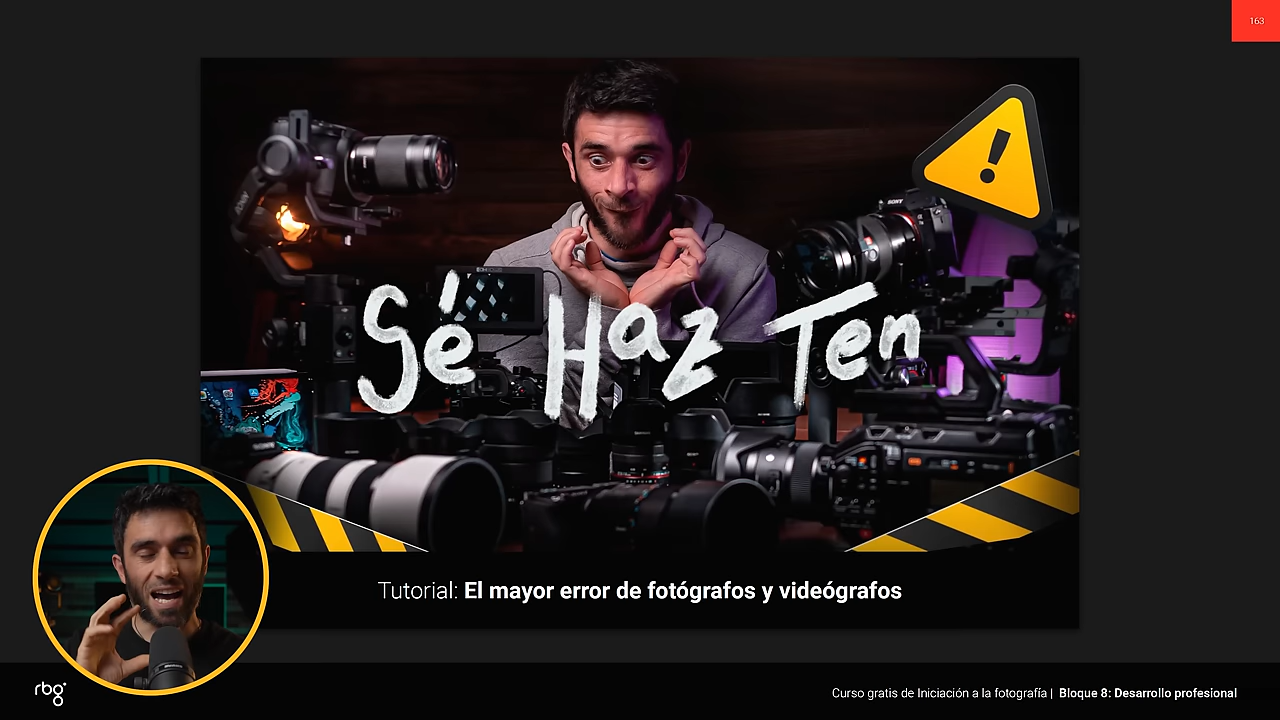 163
SONY
Sé Haz Ten
Tutorial: El mayor error de fotógrafos y videógrafos
rbg
Curso gratis de Iniciación a la fotografía | Bloque 8: Desarrollo profesional